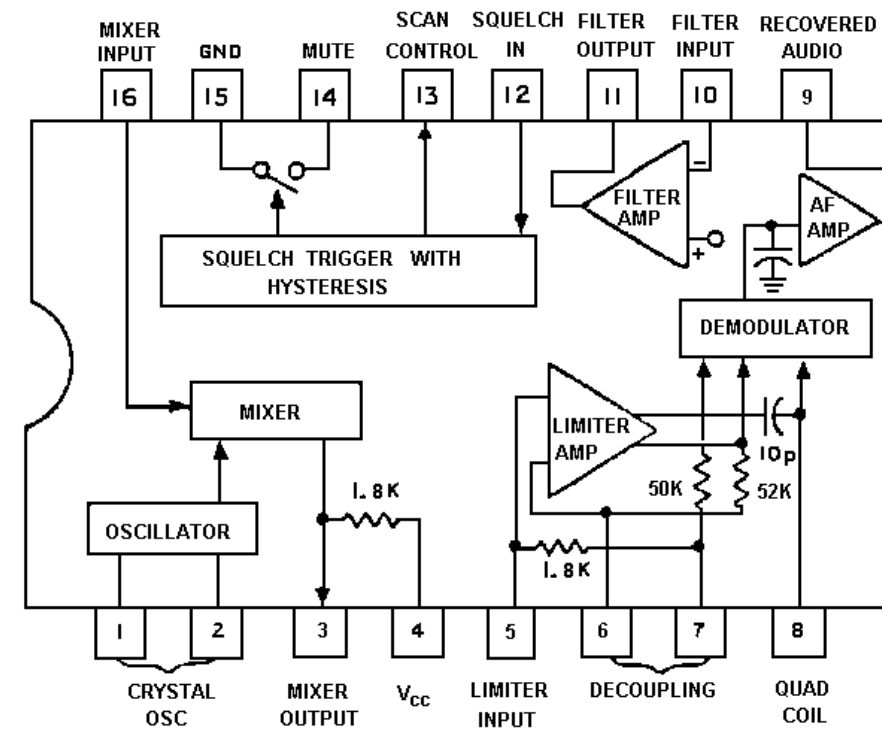 MIXER
INPUT
GND
MUTE
SCAN
CONTROL
SQUELCH
IN
FILTER
OUTPUT
FILTER
INPUT
RECOVERED
AUDIO
16
15
14
13
12
11
10
9
SQUELCH TRIGGER WITH
HYSTERESIS
FILTER
AMP
−
+
AF
AMP
DEMODULATOR
MIXER
LIMITER
AMP
10p
50K
52K
1.8K
OSCILLATOR
1.8K
1
2
3
4
5
6
7
8
CRYSTAL
OSC
MIXER
OUTPUT
VCC
LIMITER
INPUT
DECOUPLING
QUAD
COIL